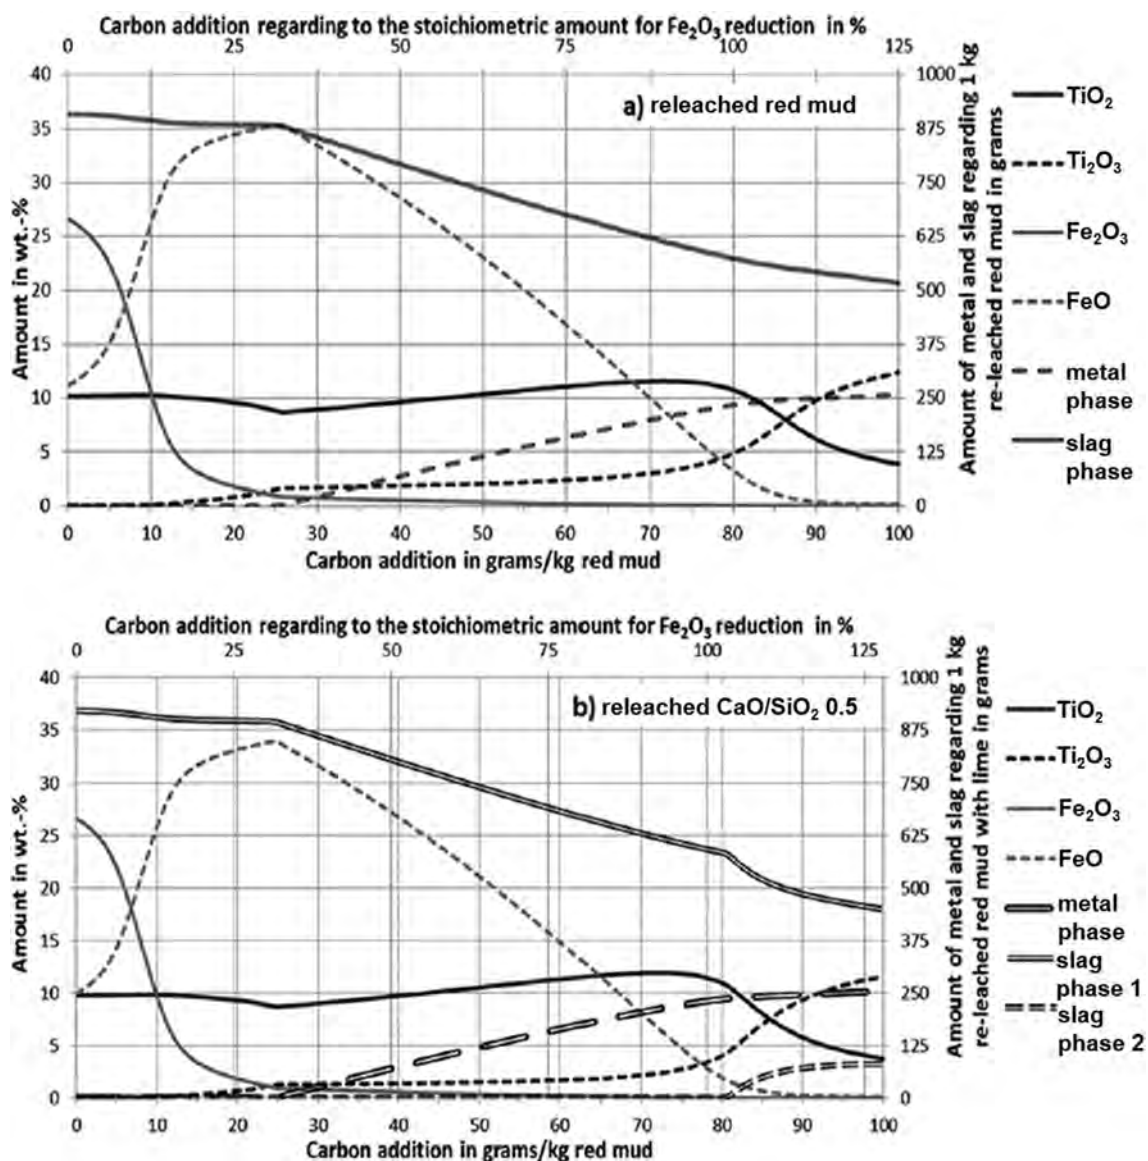 Carbon addition regarding to the stoichiometric amount for Fe₂O₃ reduction in %
0 25 50 75 100 125
40 1000
35 875
30 750
25 625
20 500
15 375
10 250
5 125
0 0
a) releached red mud
Amount in wt.-%
Amount of metal and slag regarding 1 kg
re-leached red mud in grams
0 10 20 30 40 50 60 70 80 90 100
Carbon addition in grams/kg red mud
TiO₂
Ti₂O₃
Fe₂O₃
FeO
metal
phase
slag
phase
Carbon addition regarding to the stoichiometric amount for Fe₂O₃ reduction in %
0 25 50 75 100 125
40 1000
35 875
30 750
25 625
20 500
15 375
10 250
5 125
0 0
b) releached CaO/SiO₂ 0.5
Amount in wt.-%
Amount of metal and slag regarding 1 kg
re-leached red mud with lime in grams
0 10 20 30 40 50 60 70 80 90 100
Carbon addition in grams/kg red mud
TiO₂
Ti₂O₃
Fe₂O₃
FeO
metal
phase
slag
phase 1
slag
phase 2